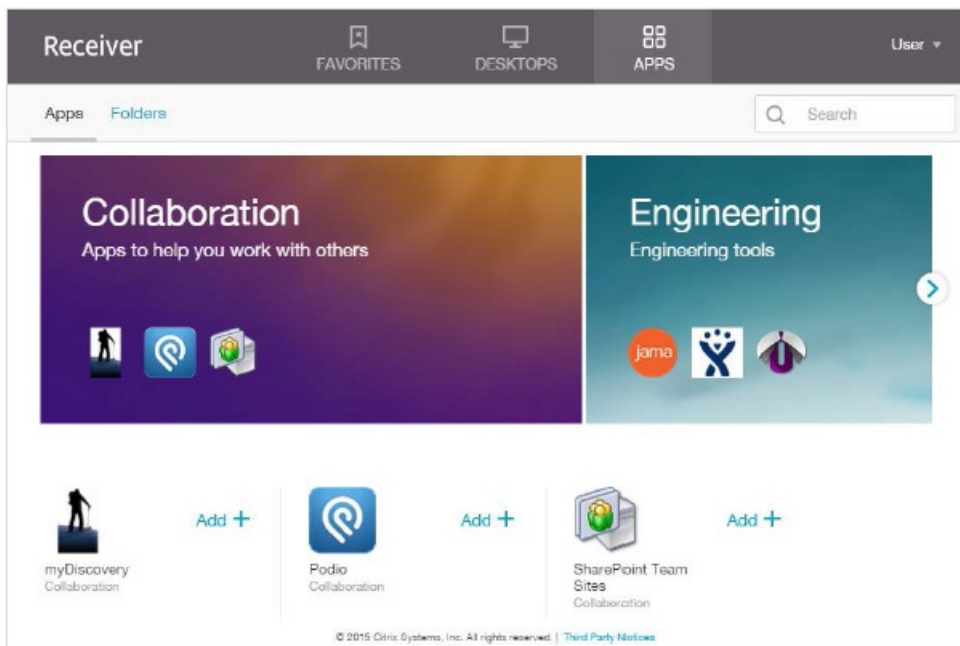 Receiver
FAVORITES
DESKTOPS
APPS
User
Apps
Folders
Search
Collaboration
Apps to help you work with others
Engineering
Engineering tools
jama
Add +
myDiscovery
Collaboration
Add +
Podio
Collaboration
Add +
SharePoint Team
Sites
Collaboration
© 2015 Citrix Systems, Inc. All rights reserved. | Third Party Notices